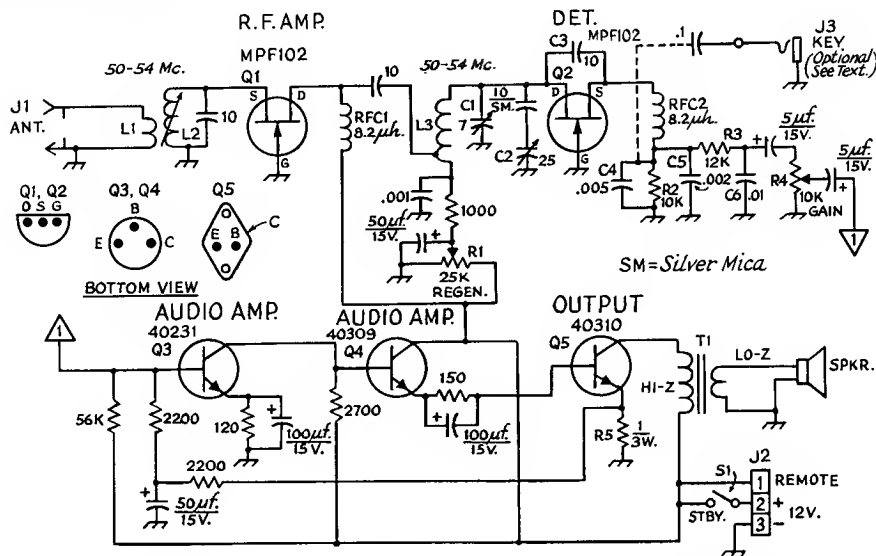 R.F. AMP.
MPF102
Q1
50-54 Mc.
J1
ANT.
L1
L2
10
S
D
G
RFC1
8.2µh.
10
50-54 Mc.
L3
C1
7
10
SM.
C2
25
DET.
MPF102
C3
10
Q2
D
S
G
.1
J3
KEY
(Optional)
(See Text.)
RFC2
8.2µh.
C4
.005
R2
10K
C5
.002
R3
12K
C6
.01
5µf.
15V.
R4
10K
GAIN
5µf.
15V.
1
.001
1000
50µf.
15V.
R1
25K
REGEN.
SM=Silver Mica
Q1, Q2
D S G
Q3, Q4
B
E
C
Q5
E B
C
BOTTOM VIEW
1
AUDIO AMP.
40231
Q3
56K
2200
120
100µf.
15V.
2200
50µf.
15V.
AUDIO AMP.
40309
Q4
2700
150
100µf.
15V.
OUTPUT
40310
Q5
R5
1
3W.
T1
HI-Z
LO-Z
SPKR.
S1
STBY.
J2
1 REMOTE
2 +
3 -
12V.